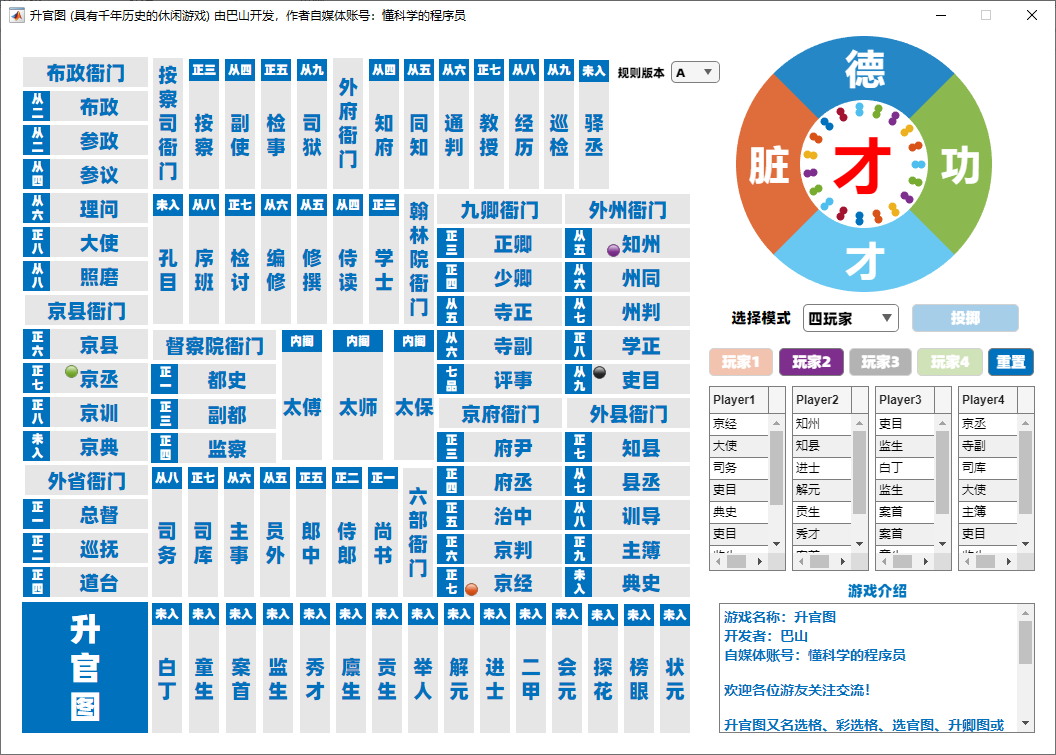 升官图 (具有千年历史的休闲游戏) 由巴山开发，作者自媒体账号：懂科学的程序员
布政衙门
从二 布政
从二 参政
从四 参议
从六 理问
正八 大使
从八 照磨
京县衙门
正六 京县
正七 京丞
正八 京训
未入 京典
外省衙门
正一 总督
正二 巡抚
正四 道台
按察司衙门
正三 按察
从四 副使
正五 检事
从九 司狱
外府衙门
从四 知府
从五 同知
从六 通判
正七 教授
从八 经历
从九 巡检
未入 驿丞
规则版本 A
未入 孔目
从八 席班
正七 检讨
从六 编修
从五 修撰
从四 侍读
正三 学士
翰林院衙门
督察院衙门
正一 都史
正三 副都
正四 监察
内阁 太傅
内阁 太师
内阁 太保
从八 司务
正七 司库
从六 主事
从五 员外
正五 郎中
正二 侍郎
正一 尚书
六部衙门
九卿衙门
正三 正卿
正四 少卿
从五 寺正
从六 寺副
七品 评事
京府衙门
正三 府尹
正四 府丞
正五 治中
正六 京判
正七 京经
外州衙门
从五 知州
从六 州同
从七 州判
正八 学正
从九 吏目
外县衙门
正七 知县
从七 县丞
从八 训导
正九 主簿
未入 典史
升官图
未入 白丁
未入 童生
未入 案首
未入 监生
未入 秀才
未入 廪生
未入 贡生
未入 举人
未入 解元
未入 进士
未入 二甲
未入 会元
未入 探花
未入 榜眼
未入 状元
德
脏 才 功
才
选择模式 四玩家 投掷
玩家1 玩家2 玩家3 玩家4 重置
Player1
京经
大使
司务
吏目
典史
吏目
Player2
知州
知县
进士
解元
贡生
秀才
Player3
吏目
监生
白丁
监生
案首
案首
Player4
京丞
寺副
司库
大使
主簿
吏目
游戏介绍
游戏名称：升官图
开发者：巴山
自媒体账号：懂科学的程序员
欢迎各位游友关注交流！
升官图又名选格、彩选格、选官图、升卿图或